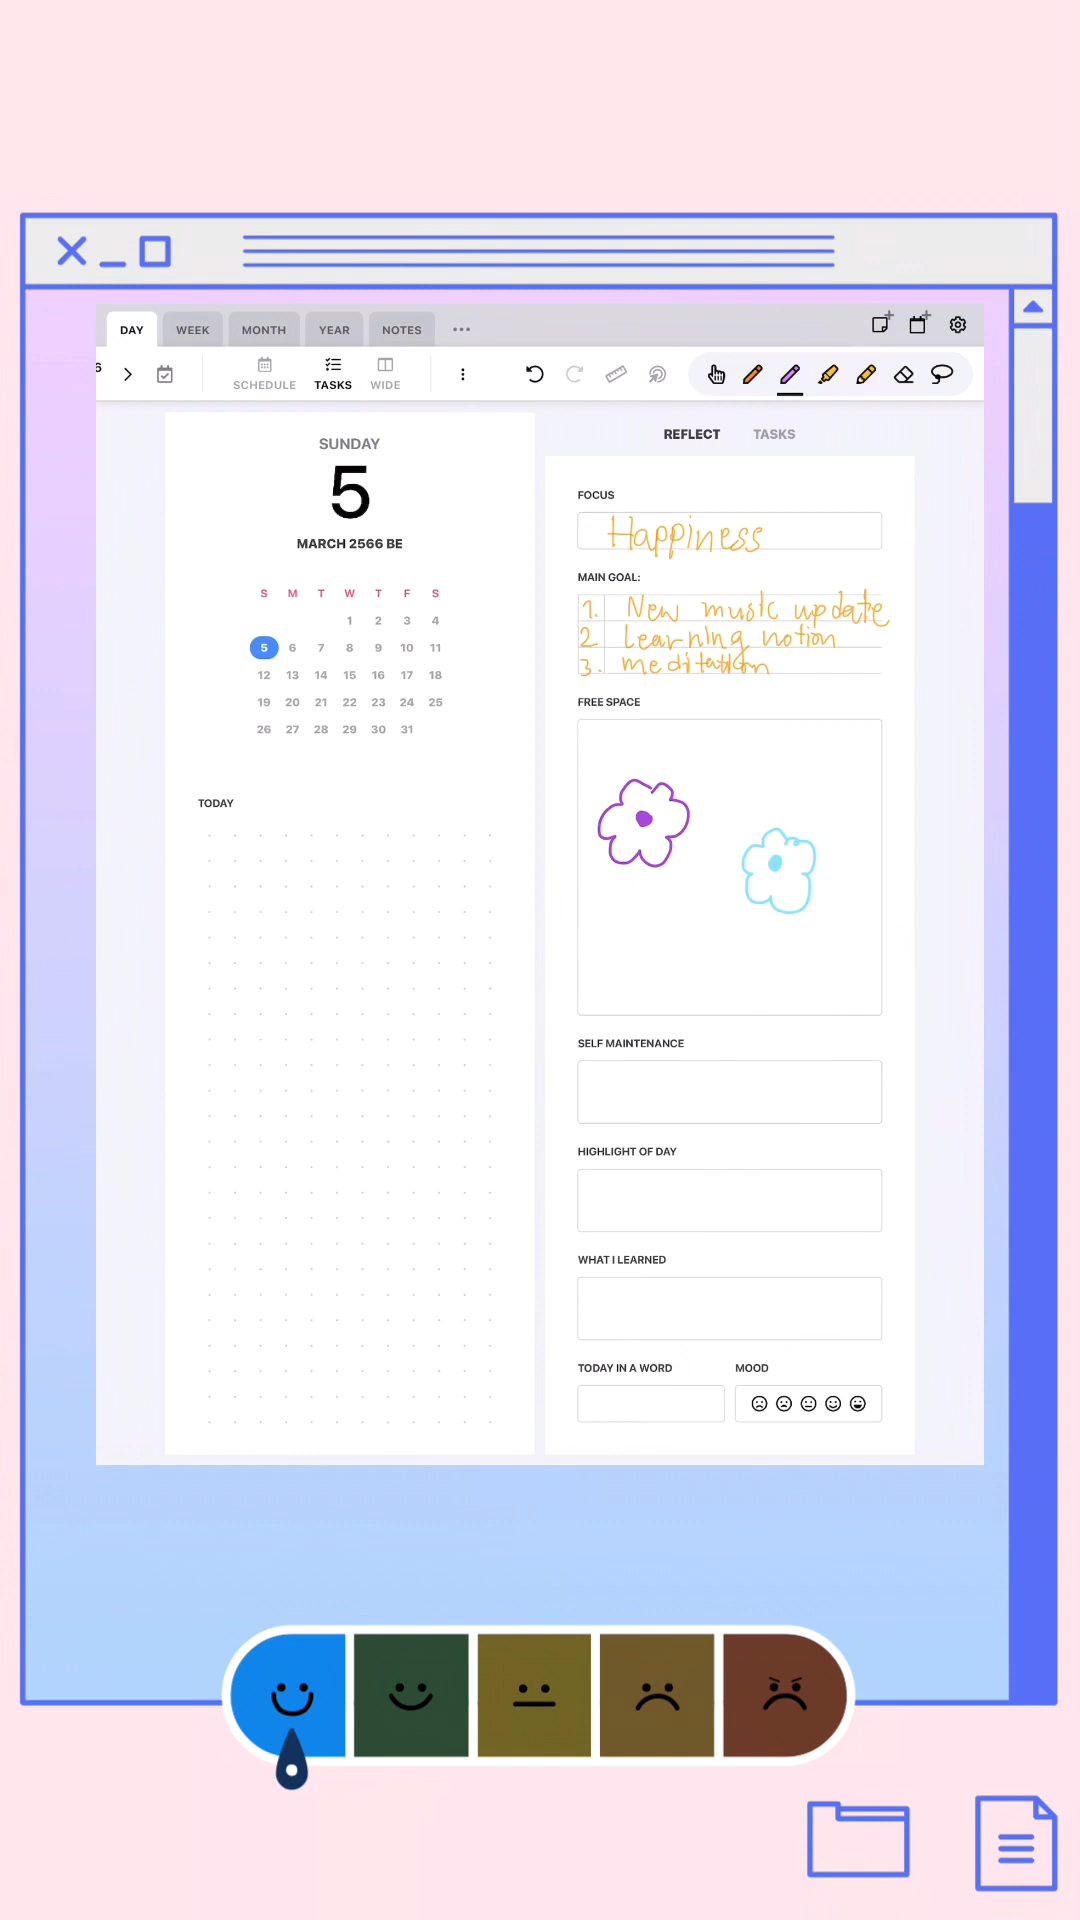 DAY WEEK MONTH YEAR NOTES
6 SCHEDULE TASKS WIDE
SUNDAY
5
MARCH 2566 BE
S M T W T F S
1 2 3 4
5 6 7 8 9 10 11
12 13 14 15 16 17 18
19 20 21 22 23 24 25
26 27 28 29 30 31
TODAY
REFLECT TASKS
FOCUS
Happiness
MAIN GOAL:
1. New music update
2 Learning notion
3. meditation
FREE SPACE
SELF MAINTENANCE
HIGHLIGHT OF DAY
WHAT I LEARNED
TODAY IN A WORD MOOD